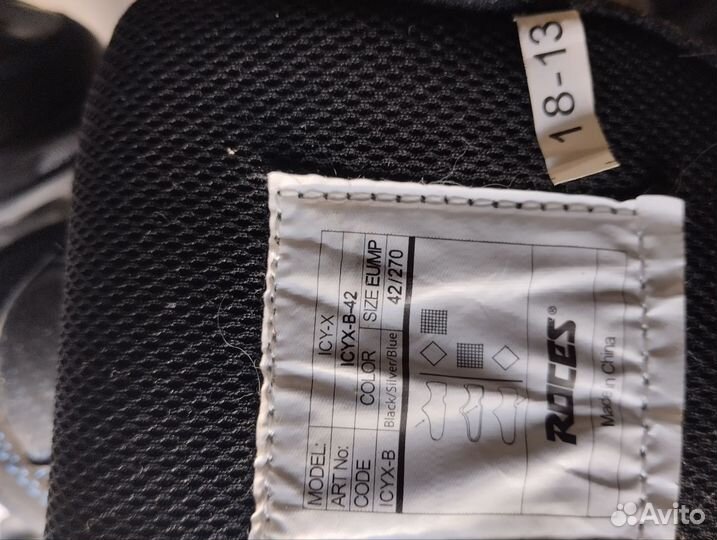 18-13
MODEL: ICY-X
ART No: ICYX-B-42
CODE COLOR SIZE EUMP
ICYX-B Black/Silver/Blue 42/270
ROCES®
Made in China
Avito